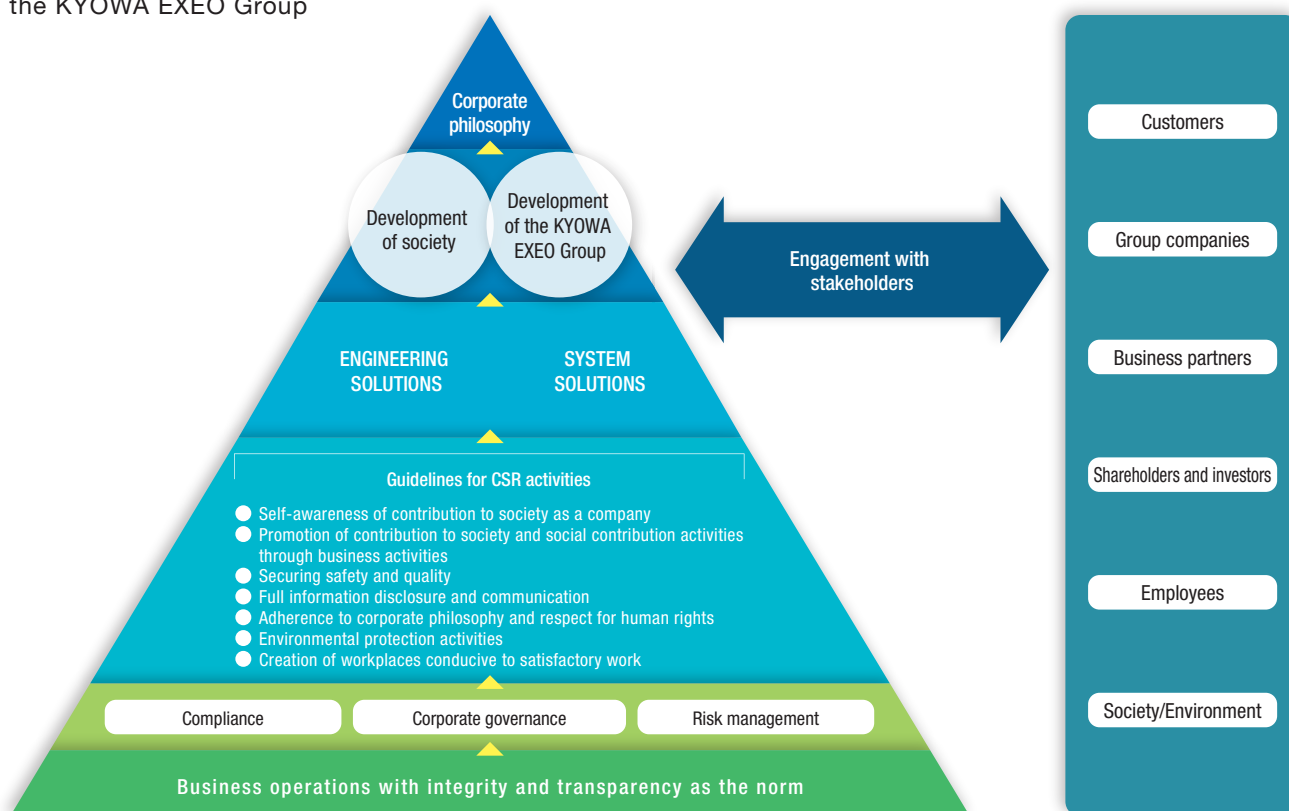 the KYOWA EXEO Group
Corporate
philosophy
Development
of society
Development
of the KYOWA
EXEO Group
ENGINEERING
SOLUTIONS
SYSTEM
SOLUTIONS
Guidelines for CSR activities
Self-awareness of contribution to society as a company
Promotion of contribution to society and social contribution activities
through business activities
Securing safety and quality
Full information disclosure and communication
Adherence to corporate philosophy and respect for human rights
Environmental protection activities
Creation of workplaces conducive to satisfactory work
Compliance
Corporate governance
Risk management
Business operations with integrity and transparency as the norm
Engagement with
stakeholders
Customers
Group companies
Business partners
Shareholders and investors
Employees
Society/Environment